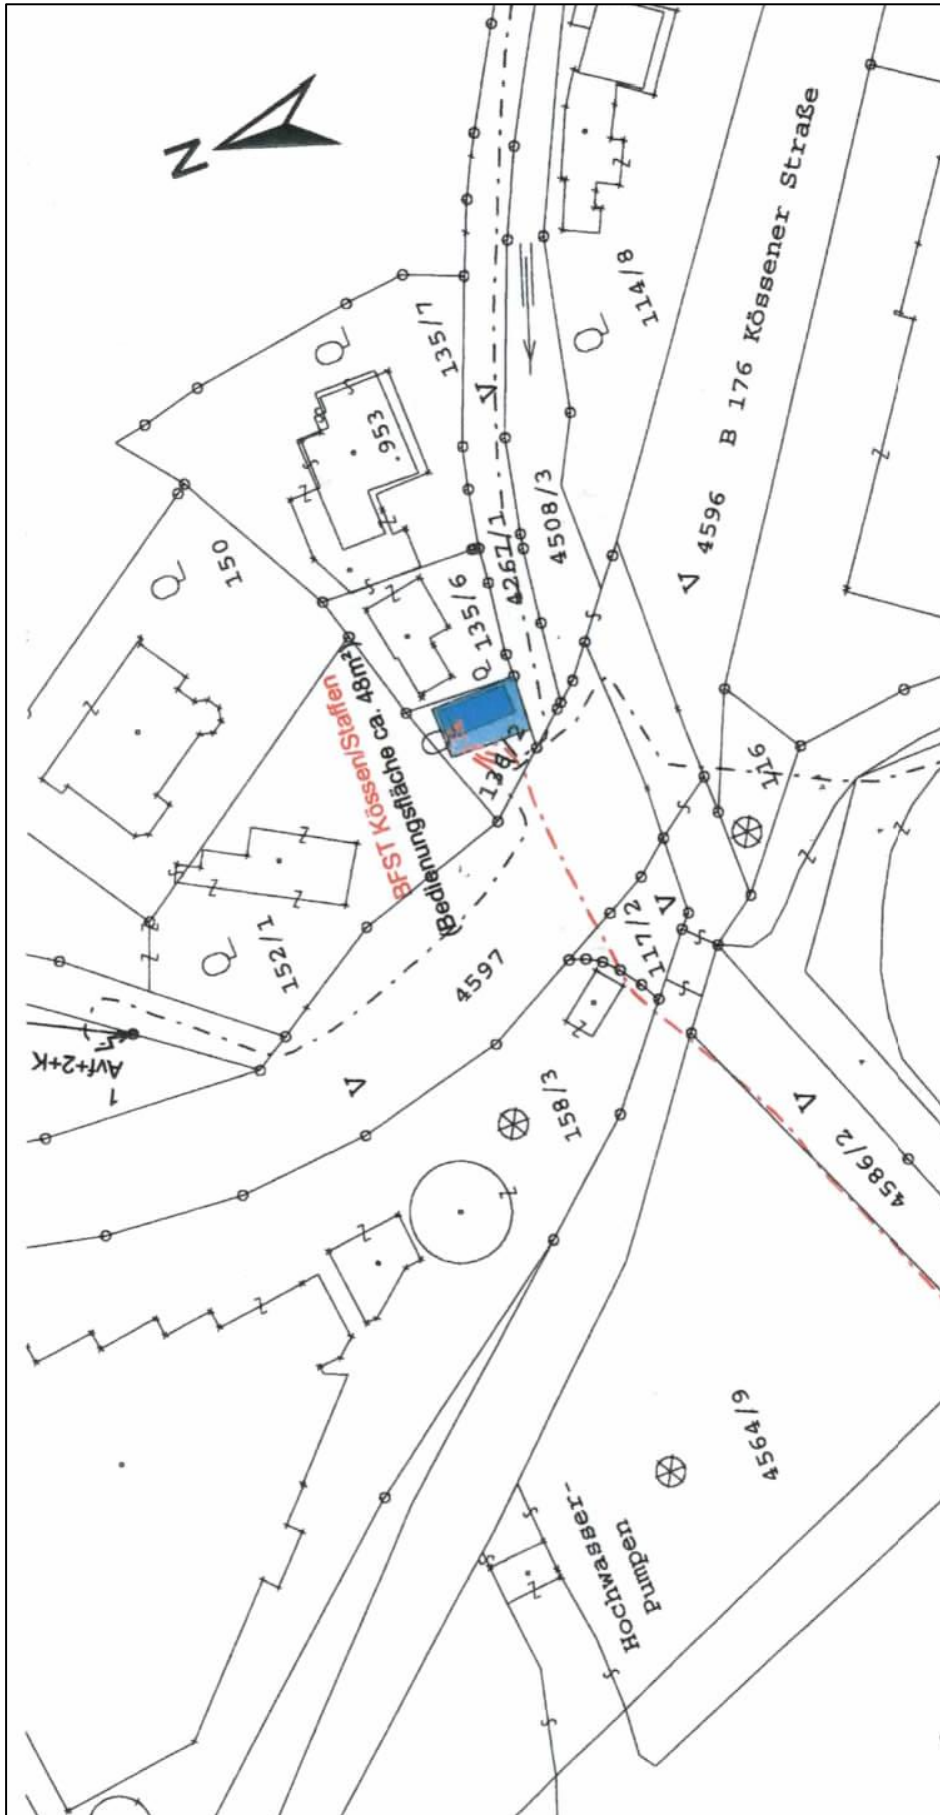 N
135/7
.953
V
114/8
150
BFST Kössen/Staffen
(Bedienungsfläche ca. 48m²)
135/6
4261/1
4508/3
V 4596 B 176 Kössener Straße
152/1
4597
117/2
V
116
1
Avf+2+K
V
158/3
V
4586/2
4564/9
Hochwasser-
Pumpen